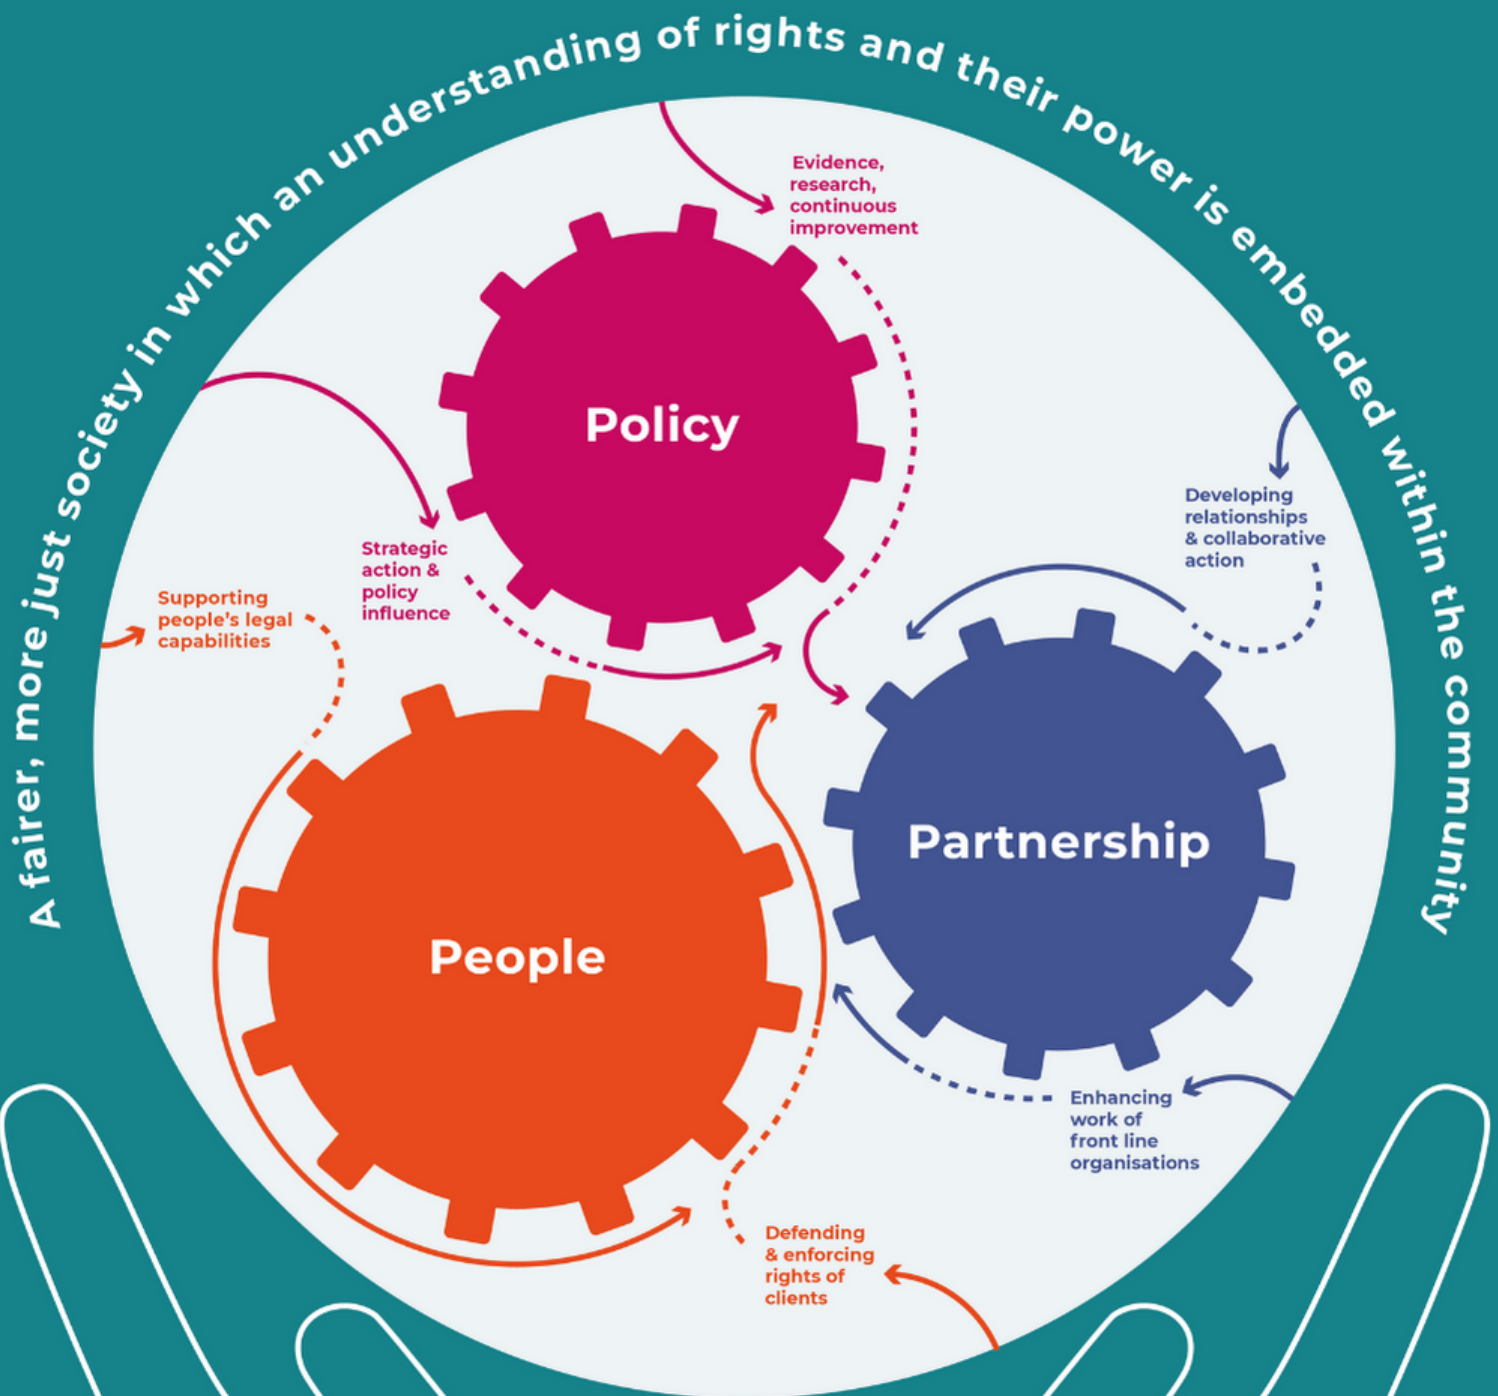 A fairer, more just society in which an understanding of rights and their power is embedded within the community
Evidence,
research,
continuous
improvement
Policy
Strategic
action &
policy
influence
Developing
relationships
& collaborative
action
Supporting
people's legal
capabilities
Partnership
People
Enhancing
work of
front line
organisations
Defending
& enforcing
rights of
clients